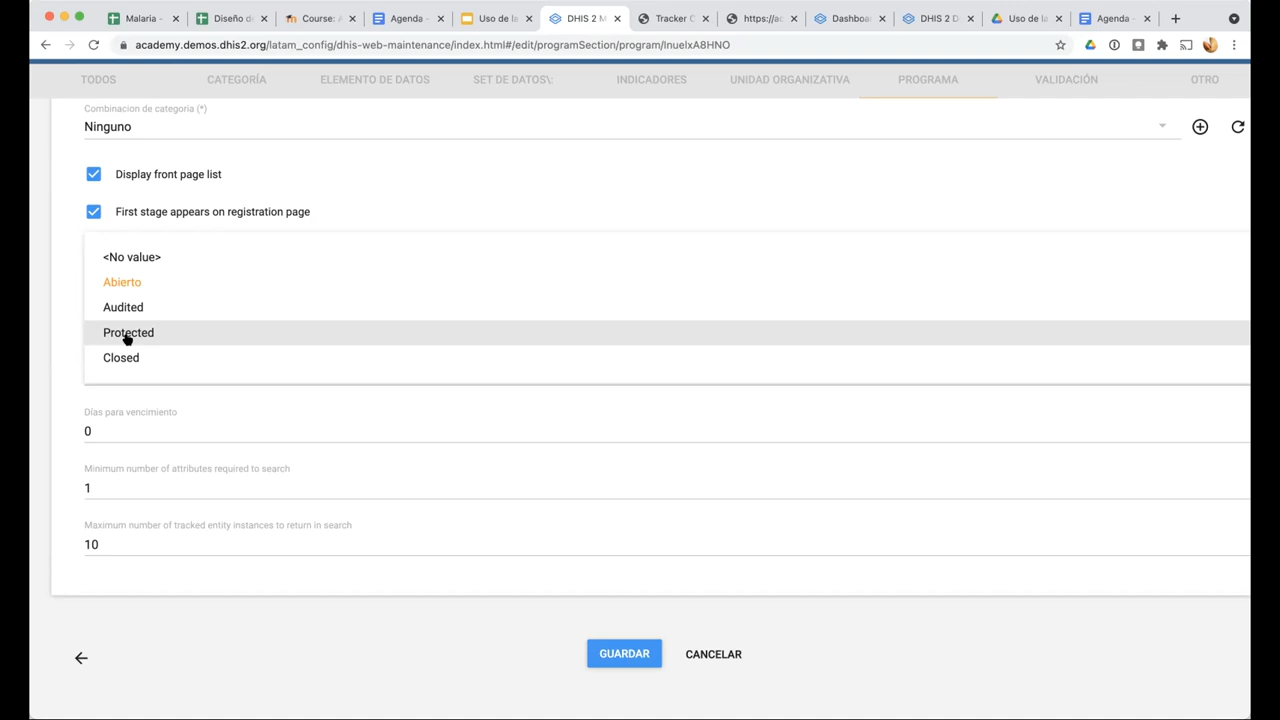 Malaria -
Diseño de
Course: A
Agenda -
Uso de la
DHIS 2 M
Tracker C
https://ac
Dashboa
DHIS 2 D
Uso de la
Agenda -
academy.demos.dhis2.org/latam_config/dhis-web-maintenance/index.html#/edit/programSection/program/InuelxA8HNO
TODOS
CATEGORÍA
ELEMENTO DE DATOS
SET DE DATOS\:
INDICADORES
UNIDAD ORGANIZATIVA
PROGRAMA
VALIDACIÓN
OTRO
Combinacion de categoria (*)
Ninguno
Display front page list
First stage appears on registration page
<No value>
Abierto
Audited
Protected
Closed
Días para vencimiento
0
Minimum number of attributes required to search
1
Maximum number of tracked entity instances to return in search
10
GUARDAR
CANCELAR